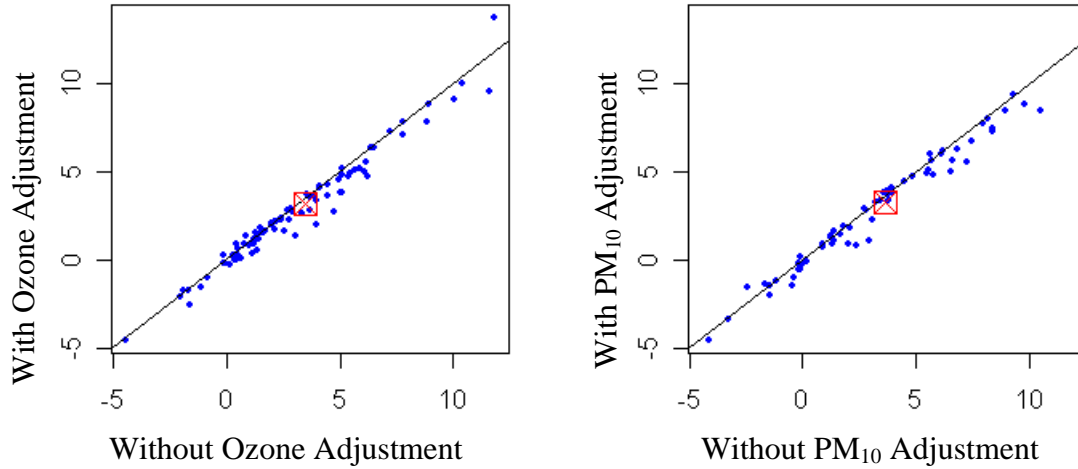 With Ozone Adjustment
10
5
0
-5
-5 0 5 10
Without Ozone Adjustment
With PM₁₀ Adjustment
10
5
0
-5
-5 0 5 10
Without PM₁₀ Adjustment